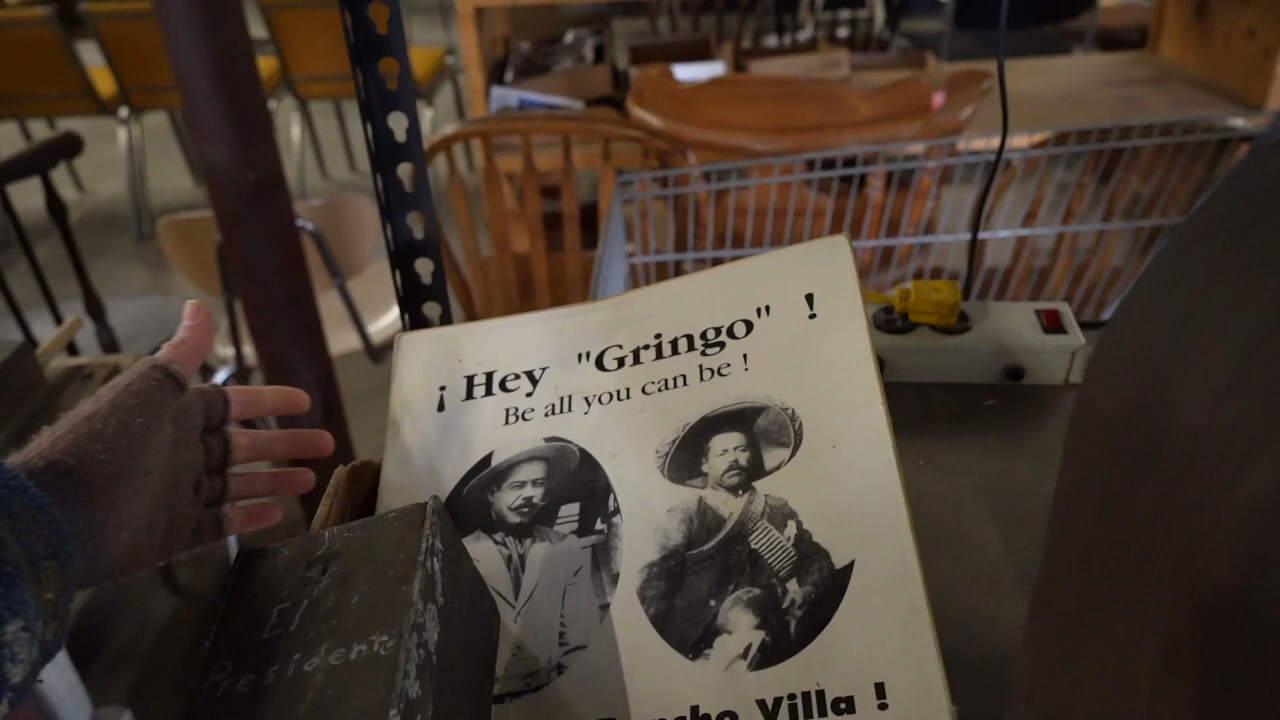 ¡ Hey "Gringo" !
Be all you can be !
Villa !
El
Presidente